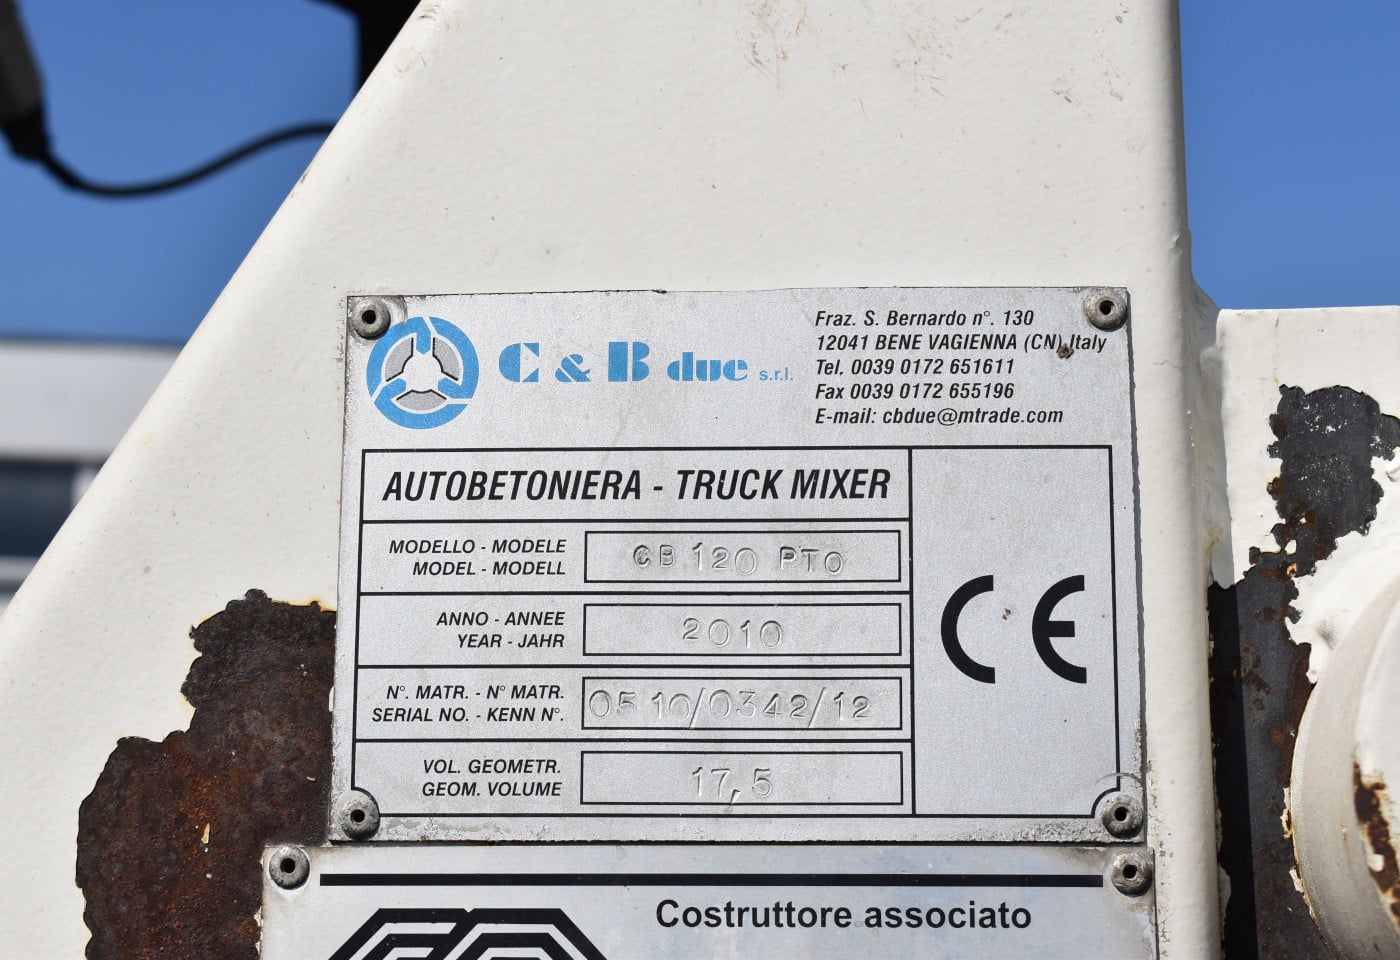 C & B due s.r.l.
Fraz. S. Bernardo n°. 130
12041 BENE VAGIENNA (CN) Italy
Tel. 0039 0172 651611
Fax 0039 0172 655196
E-mail: cbdue@mtrade.com
AUTOBETONIERA - TRUCK MIXER
MODELLO - MODELE
MODEL - MODELL
CB 120 PTO
ANNO - ANNEE
YEAR - JAHR
2010
N°. MATR. - N° MATR.
SERIAL NO. - KENN N°.
0510/0342/12
VOL. GEOMETR.
GEOM. VOLUME
17,5
CE
Costruttore associato